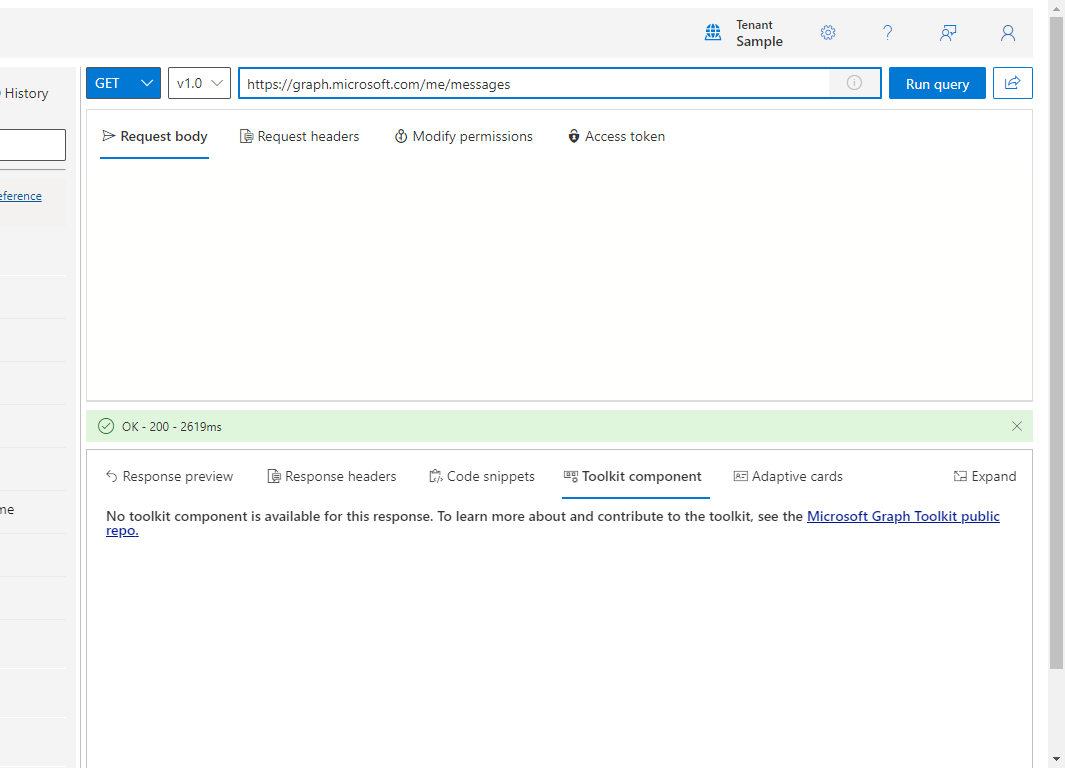 Tenant
Sample
History
GET
v1.0
https://graph.microsoft.com/me/messages
Run query
Request body
Request headers
Modify permissions
Access token
eference
OK - 200 - 2619ms
Response preview
Response headers
Code snippets
Toolkit component
Adaptive cards
Expand
me
No toolkit component is available for this response. To learn more about and contribute to the toolkit, see the Microsoft Graph Toolkit public
repo.